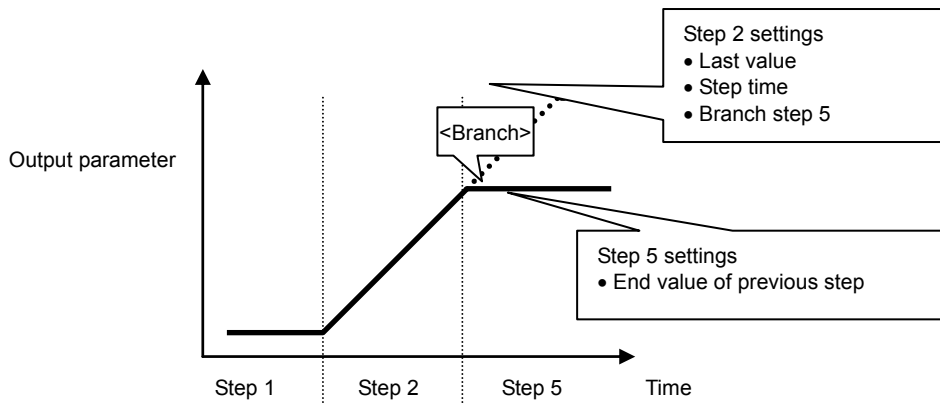 Step 2 settings
• Last value
• Step time
• Branch step 5
<Branch>
Output parameter
Step 5 settings
• End value of previous step
Step 1
Step 2
Step 5
Time